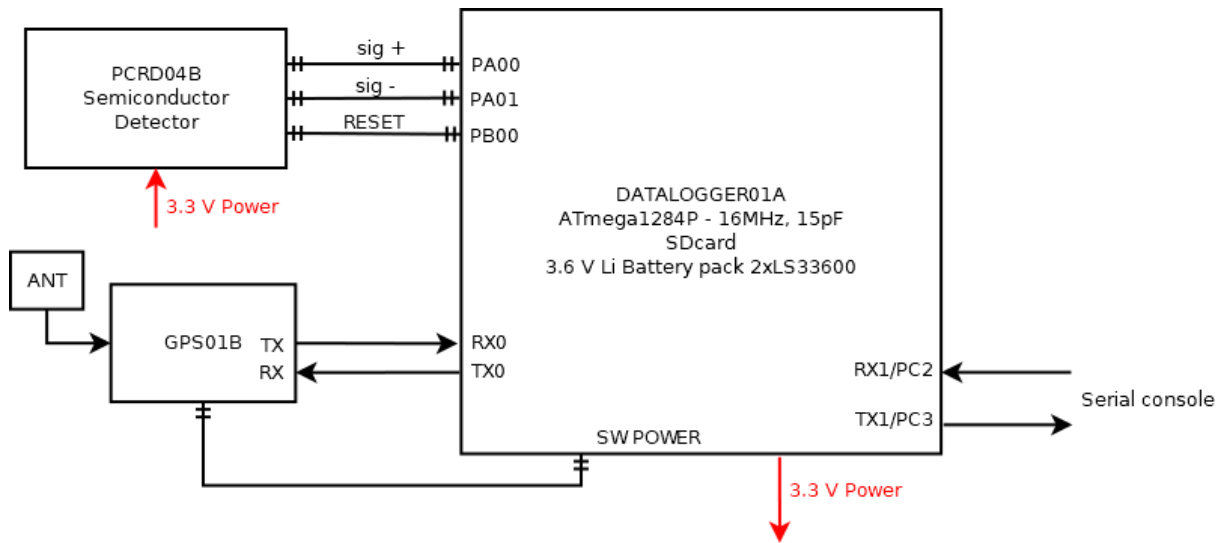 PCRD04B
Semiconductor
Detector
sig +
sig -
RESET
PA00
PA01
PB00
3.3 V Power
DATALOGGER01A
ATmega1284P - 16MHz, 15pF
SDcard
3.6 V Li Battery pack 2xLS33600
ANT
GPS01B
TX
RX
RX0
TX0
RX1/PC2
TX1/PC3
Serial console
SW POWER
3.3 V Power